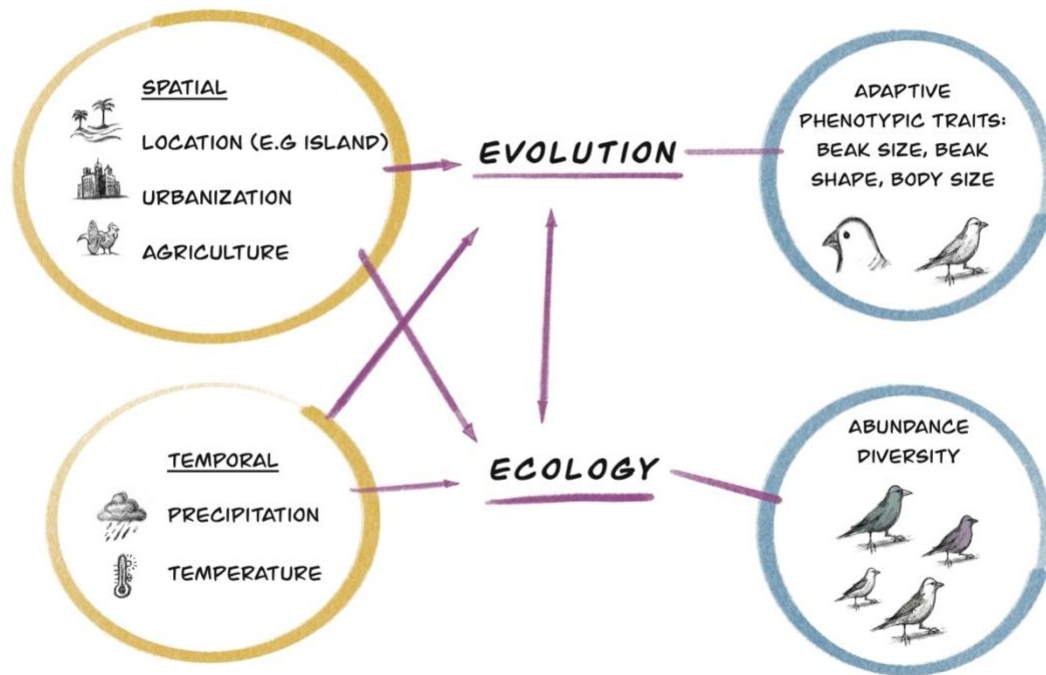 SPATIAL
LOCATION (E.G ISLAND)
URBANIZATION
AGRICULTURE
EVOLUTION
ADAPTIVE
PHENOTYPIC TRAITS:
BEAK SIZE, BEAK
SHAPE, BODY SIZE
TEMPORAL
PRECIPITATION
TEMPERATURE
ECOLOGY
ABUNDANCE
DIVERSITY